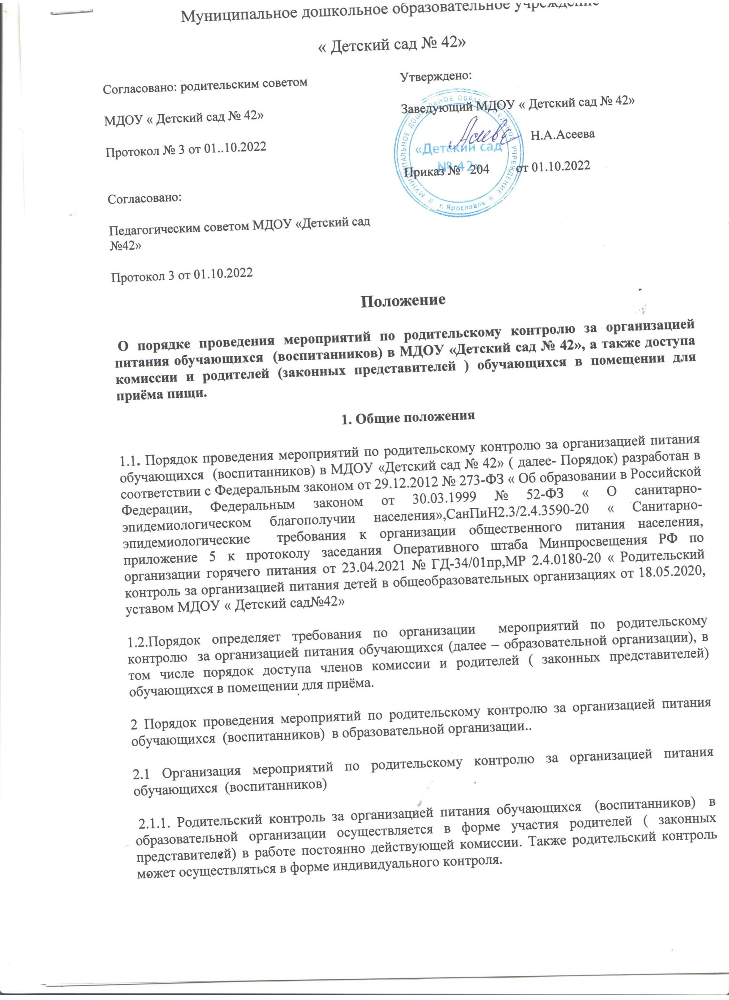 Муниципальное дошкольное образовательное учреждение
« Детский сад № 42»
Согласовано: родительским советом
МДОУ « Детский сад № 42»
Протокол № 3 от 01..10.2022
Согласовано:
Педагогическим советом МДОУ «Детский сад
№42»
Протокол 3 от 01.10.2022
Утверждено:
Заведующий МДОУ « Детский сад № 42»
Асеева
Н.А.Асеева
Приказ № 204 от 01.10.2022
МУНИЦИПАЛЬНОЕ ДОШКОЛЬНОЕ ОБРАЗОВАТЕЛЬНОЕ УЧРЕЖДЕНИЕ
«Детский сад
№ 42»
г. Ярославль
Положение
О порядке проведения мероприятий по родительскому контролю за организацией
питания обучающихся (воспитанников) в МДОУ «Детский сад № 42», а также доступа
комиссии и родителей (законных представителей ) обучающихся в помещении для
приёма пищи.
1. Общие положения
1.1. Порядок проведения мероприятий по родительскому контролю за организацией питания
обучающихся (воспитанников) в МДОУ «Детский сад № 42» ( далее- Порядок) разработан в
соответствии с Федеральным законом от 29.12.2012 № 273-ФЗ « Об образовании в Российской
Федерации, Федеральным законом от 30.03.1999 № 52-ФЗ « О санитарно-
эпидемиологическом благополучии населения»,СанПиН2.3/2.4.3590-20 « Санитарно-
эпидемиологические требования к организации общественного питания населения,
приложение 5 к протоколу заседания Оперативного штаба Минпросвещения РФ по
организации горячего питания от 23.04.2021 № ГД-34/01пр,МР 2.4.0180-20 « Родительский
контроль за организацией питания детей в общеобразовательных организациях от 18.05.2020,
уставом МДОУ « Детский сад№42»
1.2.Порядок определяет требования по организации мероприятий по родительскому
контролю за организацией питания обучающихся (далее – образовательной организации), в
том числе порядок доступа членов комиссии и родителей ( законных представителей)
обучающихся в помещении для приёма.
2 Порядок проведения мероприятий по родительскому контролю за организацией питания
обучающихся (воспитанников) в образовательной организации..
2.1 Организация мероприятий по родительскому контролю за организацией питания
обучающихся (воспитанников)
2.1.1. Родительский контроль за организацией питания обучающихся (воспитанников) в
образовательной организации осуществляется в форме участия родителей ( законных
представителей) в работе постоянно действующей комиссии. Также родительский контроль
может осуществляться в форме индивидуального контроля.